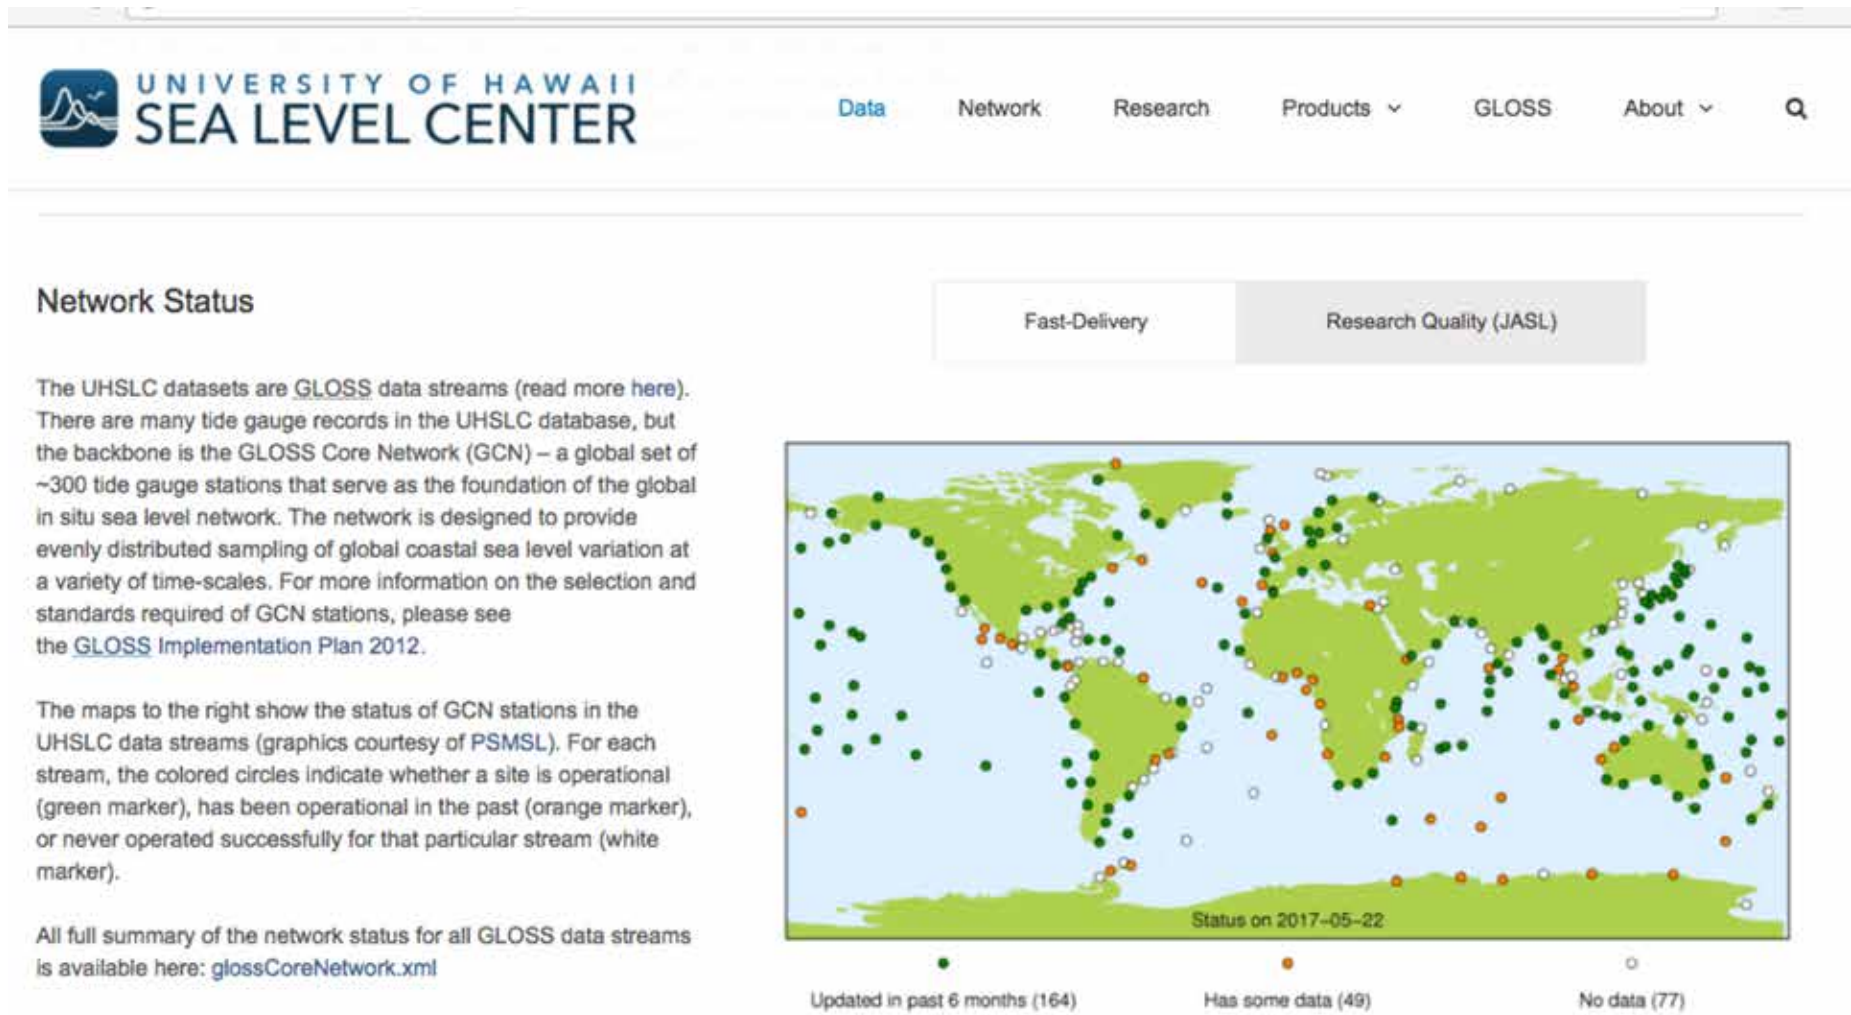 UNIVERSITY OF HAWAII
SEA LEVEL CENTER
Data Network Research Products GLOSS About
Network Status
Fast-Delivery Research Quality (JASL)
The UHSLC datasets are GLOSS data streams (read more here).
There are many tide gauge records in the UHSLC database, but
the backbone is the GLOSS Core Network (GCN) – a global set of
~300 tide gauge stations that serve as the foundation of the global
in situ sea level network. The network is designed to provide
evenly distributed sampling of global coastal sea level variation at
a variety of time-scales. For more information on the selection and
standards required of GCN stations, please see
the GLOSS Implementation Plan 2012.
The maps to the right show the status of GCN stations in the
UHSLC data streams (graphics courtesy of PSMSL). For each
stream, the colored circles indicate whether a site is operational
(green marker), has been operational in the past (orange marker),
or never operated successfully for that particular stream (white
marker).
All full summary of the network status for all GLOSS data streams
is available here: glossCoreNetwork.xml
Status on 2017-05-22
Updated in past 6 months (164) Has some data (49) No data (77)